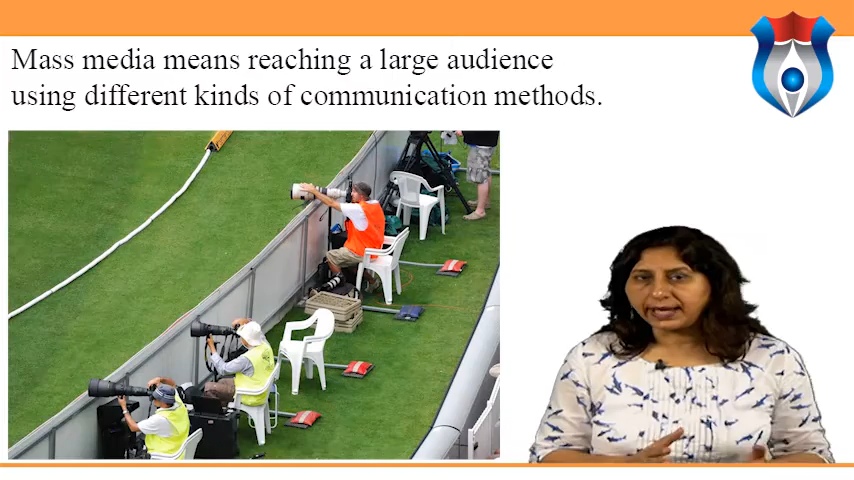 Mass media means reaching a large audience
using different kinds of communication methods.